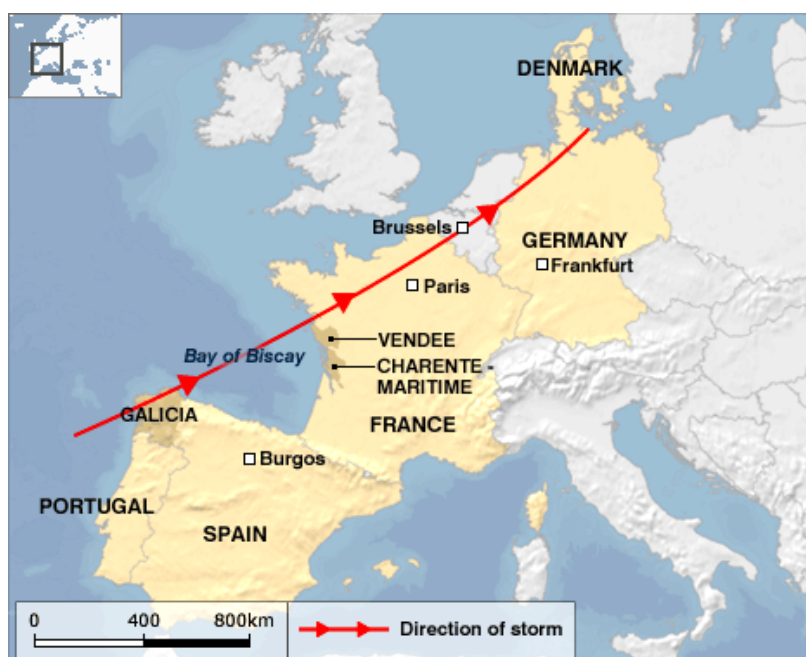 DENMARK
Brussels
GERMANY
Frankfurt
Paris
VENDEE
Bay of Biscay
CHARENTE -
MARITIME
GALICIA
FRANCE
Burgos
PORTUGAL
SPAIN
0 400 800km
Direction of storm